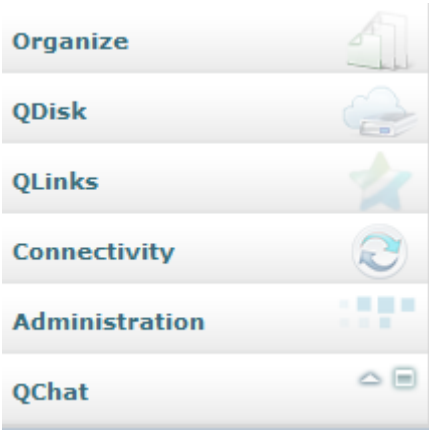 Organize
QDisk
QLinks
Connectivity
Administration
QChat